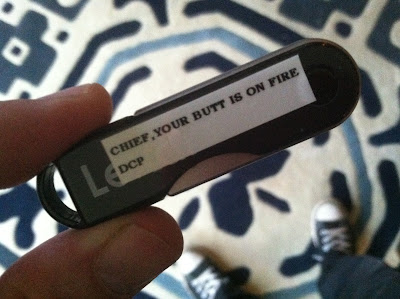 CHIEF,YOUR BUTT IS ON FIRE
DCP
Le